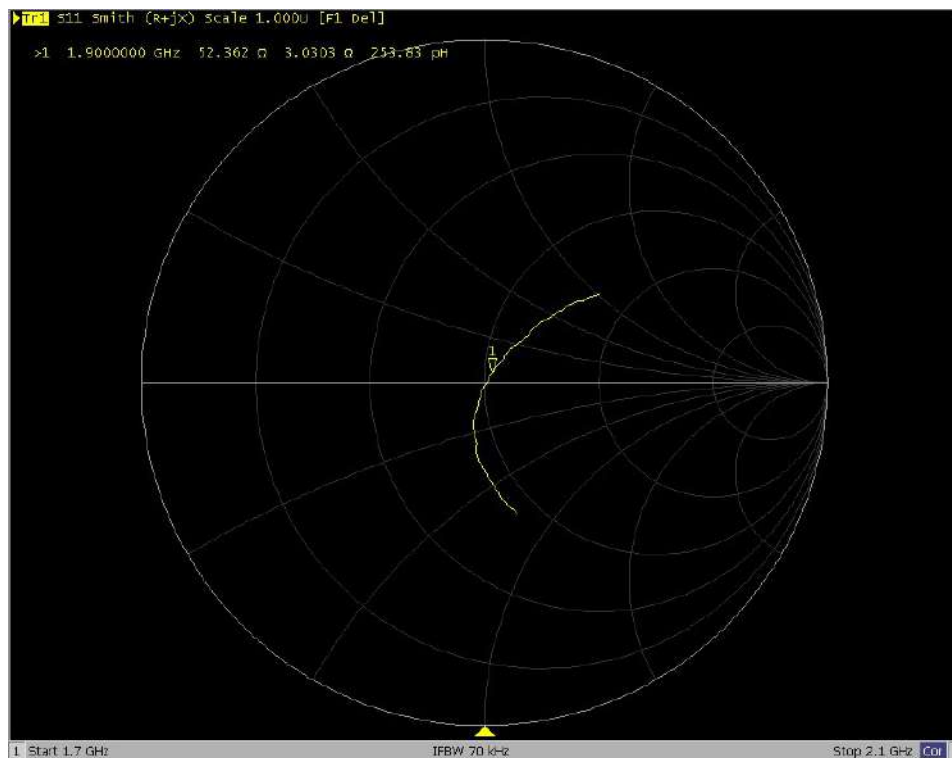 Tr1 S11 Smith (R+jX) Scale 1.000U [F1 Del]
>1 1.9000000 GHz 52.362 Ω 3.0303 Ω 253.83 pH
1
1 Start 1.7 GHz IFBW 70 kHz Stop 2.1 GHz Cor